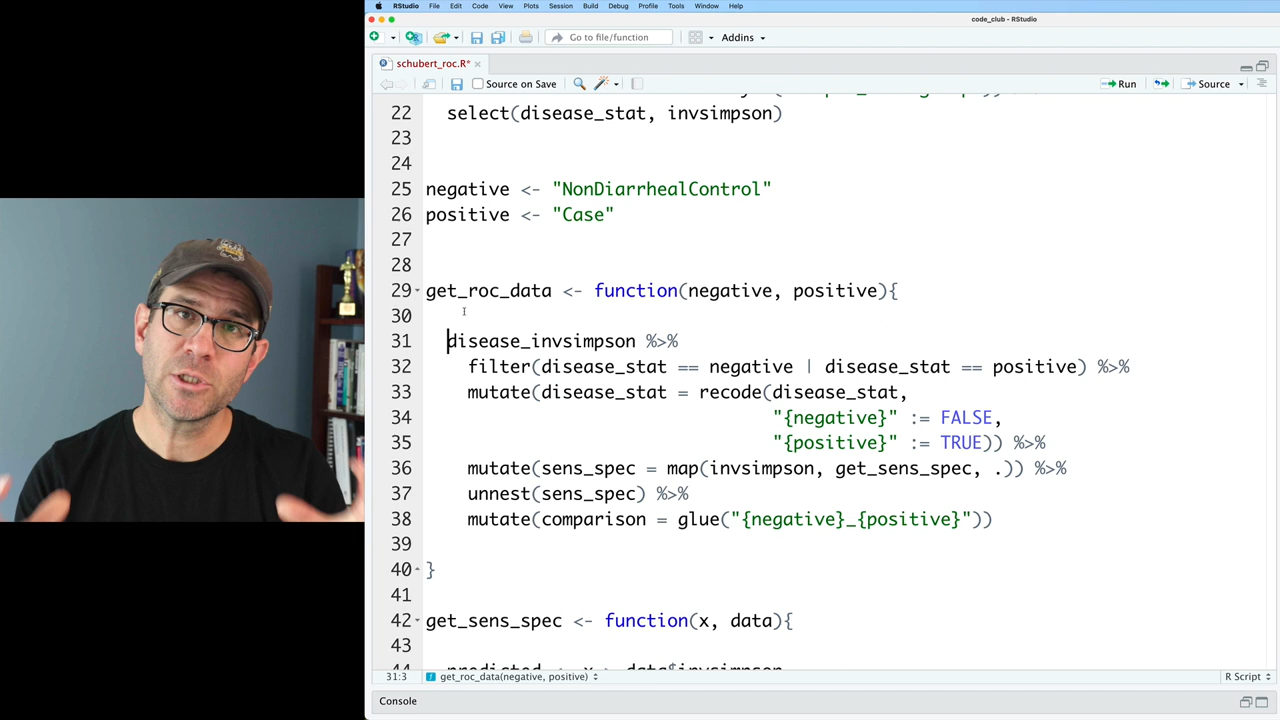 RStudio File Edit Code View Plots Session Build Debug Profile Tools Window Help
code_club - RStudio
Go to file/function Addins
schubert_roc.R*
Source on Save Run Source
22 select(disease_stat, invsimpson)
23
24
25 negative <- "NonDiarrhealControl"
26 positive <- "Case"
27
28
29 get_roc_data <- function(negative, positive){
30
31 disease_invsimpson %>%
32 filter(disease_stat == negative | disease_stat == positive) %>%
33 mutate(disease_stat = recode(disease_stat,
34 "{negative}" := FALSE,
35 "{positive}" := TRUE)) %>%
36 mutate(sens_spec = map(invsimpson, get_sens_spec, .)) %>%
37 unnest(sens_spec) %>%
38 mutate(comparison = glue("{negative}_{positive}"))
39
40 }
41
42 get_sens_spec <- function(x, data){
43
44 predicted <- x > data$invsimpson
31:3 get_roc_data(negative, positive) R Script
Console